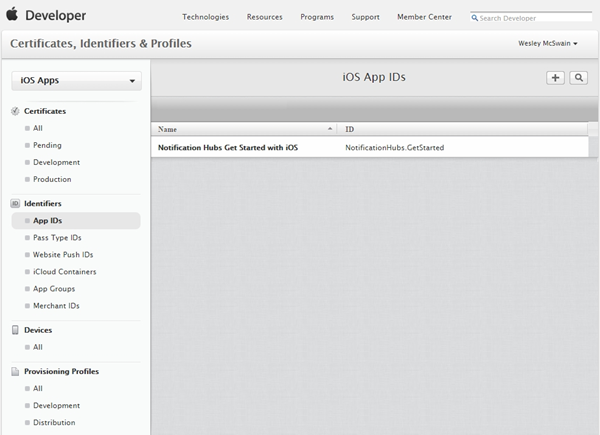 Developer
Technologies Resources Programs Support Member Center Search Developer
Certificates, Identifiers & Profiles
Wesley McSwain
iOS Apps
iOS App IDs
Name ID
Notification Hubs Get Started with iOS NotificationHubs.GetStarted
Certificates
All
Pending
Development
Production
ID Identifiers
App IDs
Pass Type IDs
Website Push IDs
iCloud Containers
App Groups
Merchant IDs
Devices
All
Provisioning Profiles
All
Development
Distribution